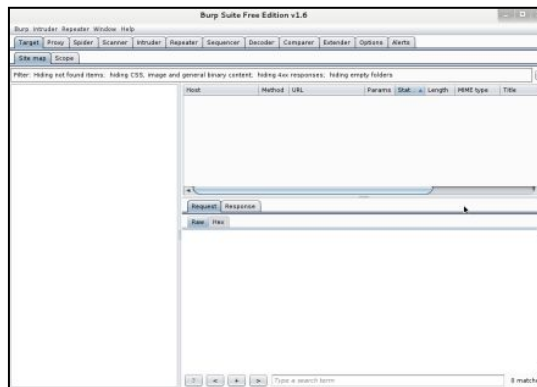 Burp Suite Free Edition v1.6
Burp Intruder Repeater Window Help
Target Proxy Spider Scanner Intruder Repeater Sequencer Decoder Comparer Extender Options Alerts
Site map Scope
Filter: Hiding not found items; hiding CSS, image and general binary content; hiding 4xx responses; hiding empty folders
Host Method URL Params Stat Length MIME type Title
Request Response
Raw Hex
? < + > Type a search term 0 matche